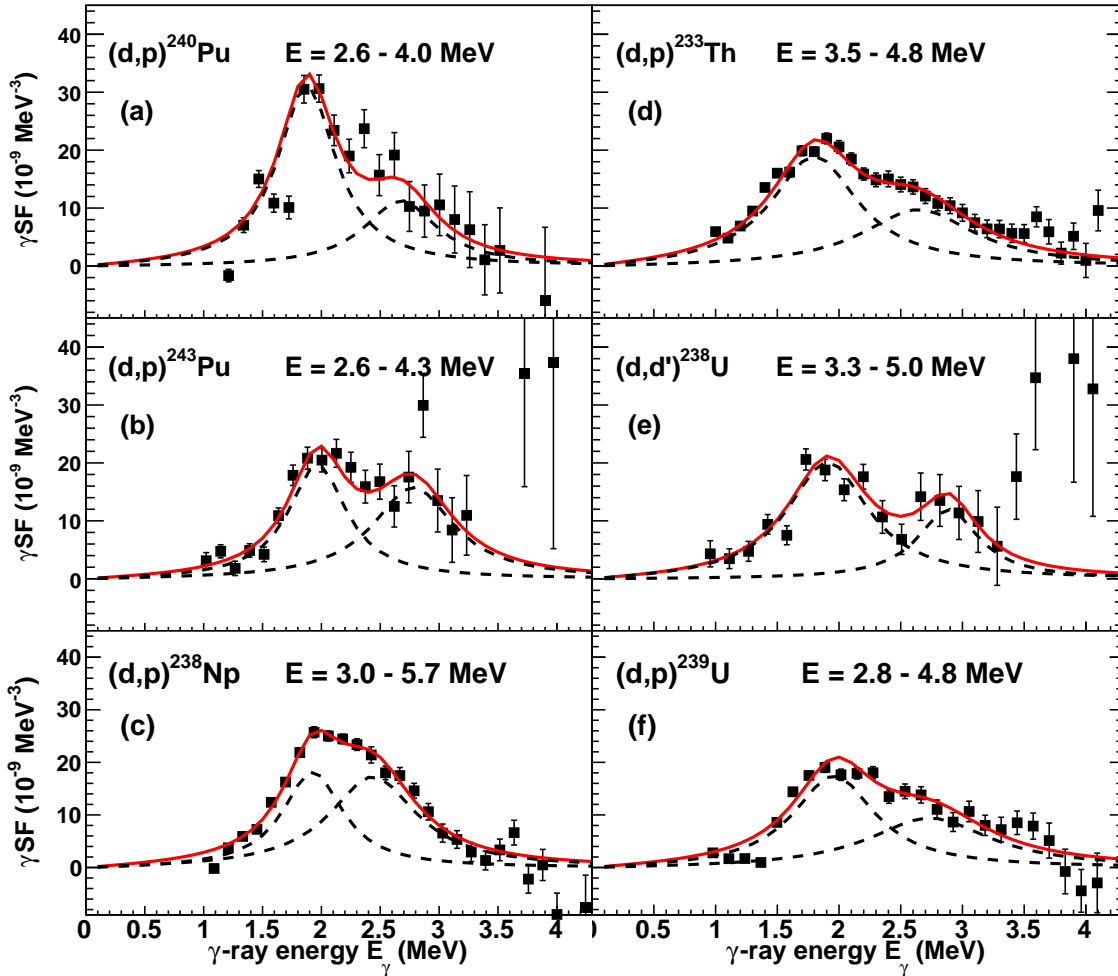 (d,p)²⁴⁰Pu E = 2.6 - 4.0 MeV
(a)
γSF (10⁻⁹ MeV⁻³)
40
30
20
10
0
(d,p)²³³Th E = 3.5 - 4.8 MeV
(d)
(d,p)²⁴³Pu E = 2.6 - 4.3 MeV
(b)
γSF (10⁻⁹ MeV⁻³)
40
30
20
10
0
(d,d')²³⁸U E = 3.3 - 5.0 MeV
(e)
(d,p)²³⁸Np E = 3.0 - 5.7 MeV
(c)
γSF (10⁻⁹ MeV⁻³)
40
30
20
10
0
(d,p)²³⁹U E = 2.8 - 4.8 MeV
(f)
0 0.5 1 1.5 2 2.5 3 3.5 4
γ-ray energy E_γ (MeV)
0 0.5 1 1.5 2 2.5 3 3.5 4
γ-ray energy E_γ (MeV)